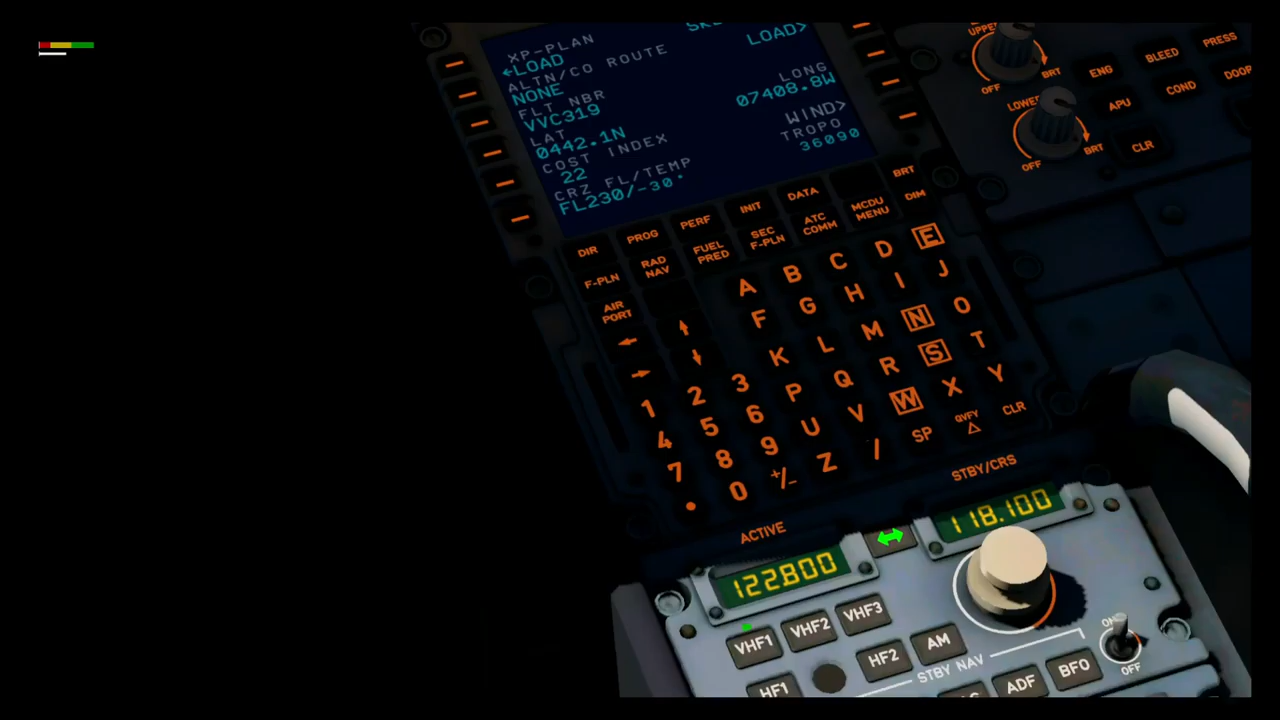 XP-PLAN
←LOAD LOAD>
ALTN/CO ROUTE
NONE
FLT NBR LONG
VVC319 07408.8W
LAT
0442.1N WIND>
COST INDEX TROPO
22 36090
CRZ FL/TEMP
FL230/-30°
UPPER
OFF BRT
LOWER
OFF BRT
ENG BLEED PRESS
APU COND DOOR
CLR
DIR PROG PERF INIT DATA BRT
F-PLN RAD NAV FUEL PRED SEC F-PLN ATC COMM MCDU MENU DIM
AIR PORT
A B C D E
F G H I J
K L M N O
P Q R S T
U V W X Y
Z / SP OVFY △ CLR
1 2 3
4 5 6
7 8 9
. 0 +/-
ACTIVE STBY/CRS
122.800 118.100
VHF1 VHF2 VHF3
HF1 HF2 AM
STBY NAV
ADF BFO
ON
OFF